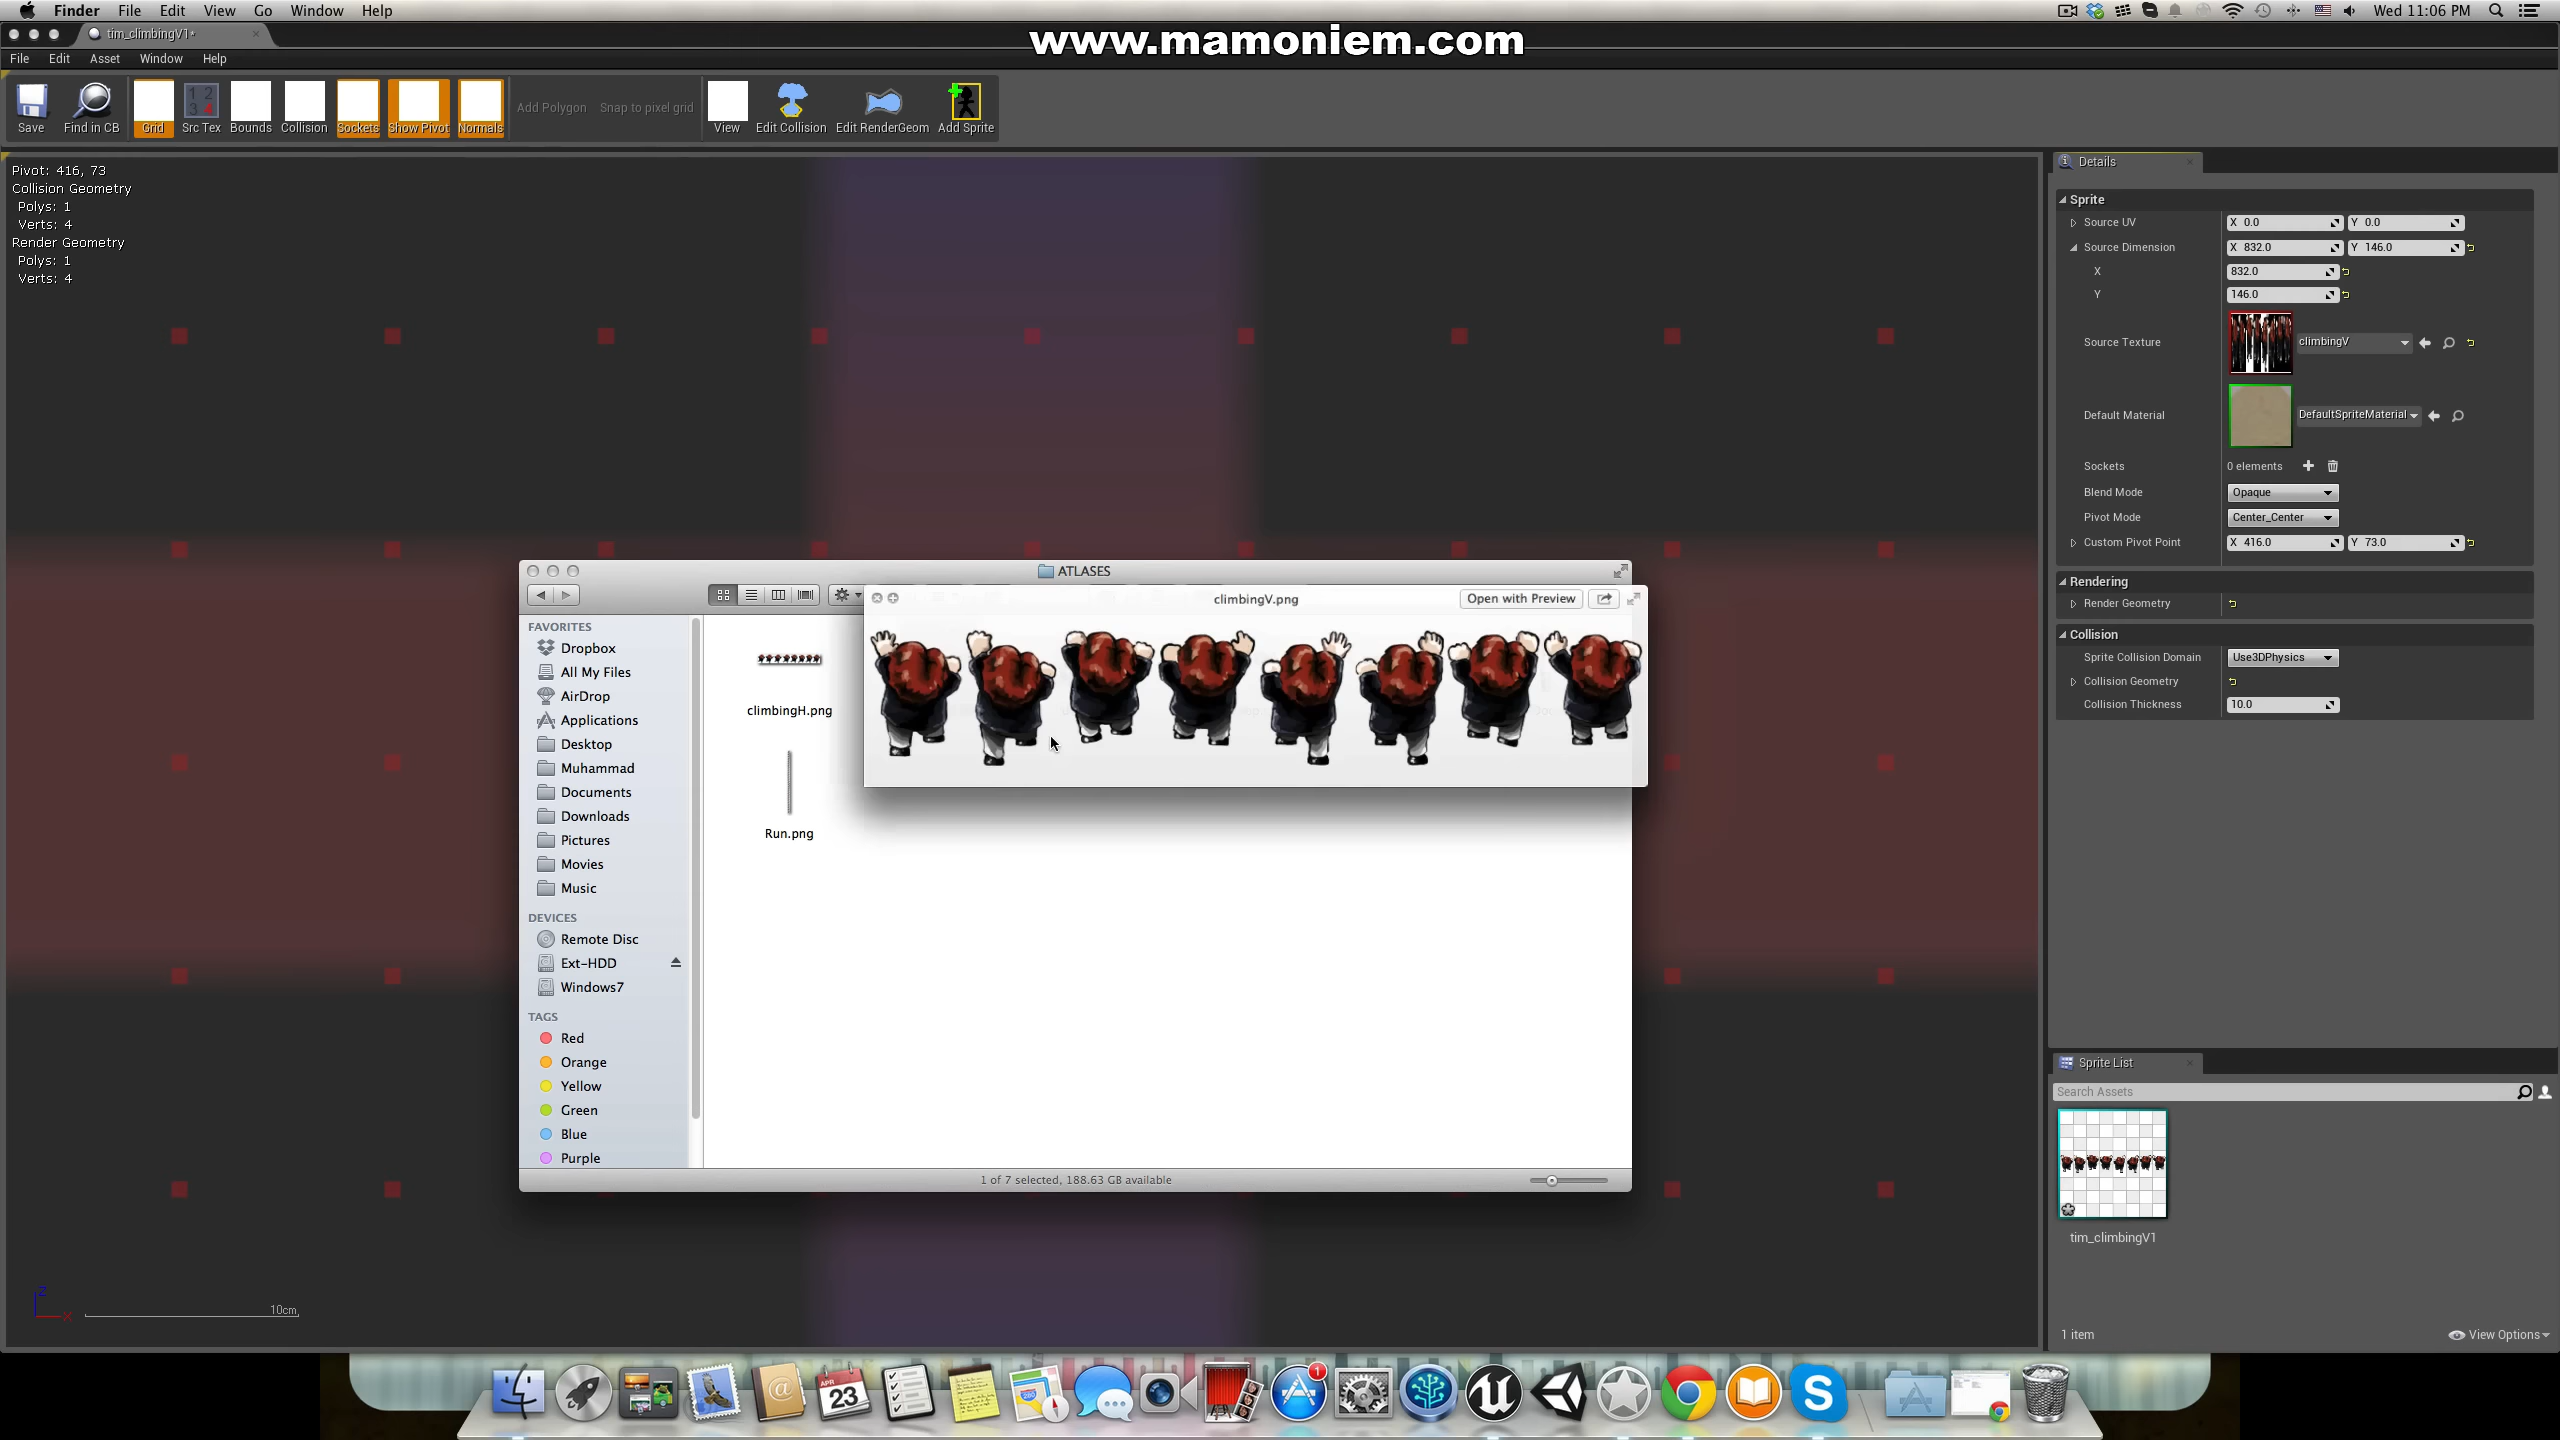 Finder File Edit View Go Window Help
Wed 11:06 PM
tim_climbingV1*
www.mamoniem.com
File Edit Asset Window Help
Save Find in CB Grid Src Tex Bounds Collision Sockets Show Pivot Normals Add Polygon Snap to pixel grid View Edit Collision Edit RenderGeom Add Sprite
Pivot: 416, 73
Collision Geometry
Polys: 1
Verts: 4
Render Geometry
Polys: 1
Verts: 4
10cm
Z
X
Details
Sprite
Source UV X 0.0 Y 0.0
Source Dimension X 832.0 Y 146.0
X 832.0
Y 146.0
Source Texture climbingV
Default Material DefaultSpriteMaterial
Sockets 0 elements
Blend Mode Opaque
Pivot Mode Center_Center
Custom Pivot Point X 416.0 Y 73.0
Rendering
Render Geometry
Collision
Sprite Collision Domain Use3DPhysics
Collision Geometry
Collision Thickness 10.0
Sprite List
Search Assets
tim_climbingV1
1 item
View Options
ATLASES
climbingV.png
Open with Preview
FAVORITES
Dropbox
All My Files
AirDrop
Applications
Desktop
Muhammad
Documents
Downloads
Pictures
Movies
Music
DEVICES
Remote Disc
Ext-HDD
Windows7
TAGS
Red
Orange
Yellow
Green
Blue
Purple
climbingH.png
Run.png
1 of 7 selected, 188.63 GB available
APR
23
1